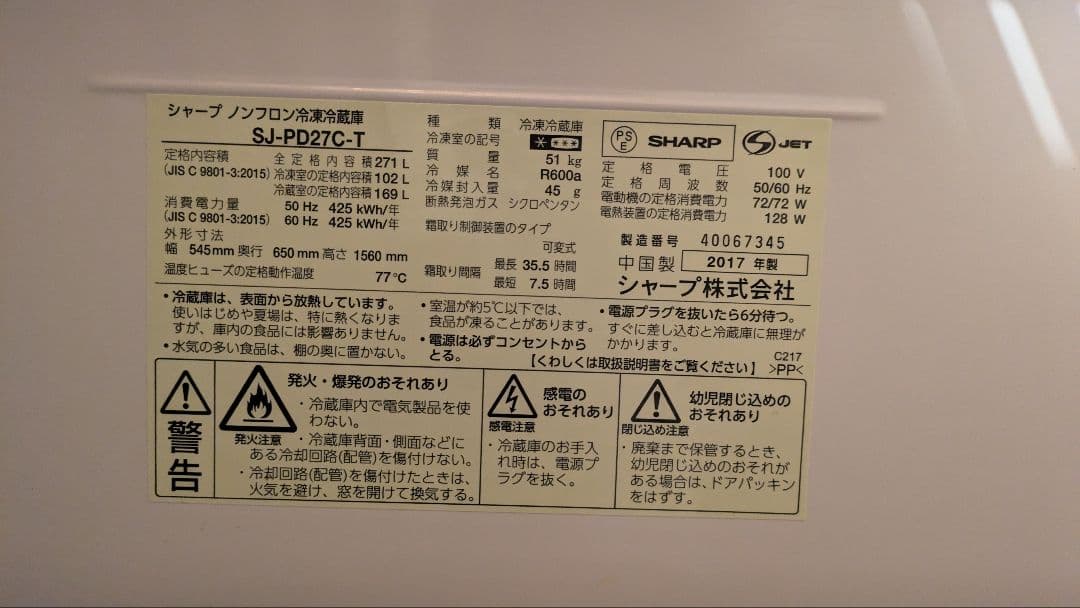 シャープ ノンフロン冷凍冷蔵庫
SJ-PD27C-T
定格内容積 全定格内容積 271 L
(JIS C 9801-3:2015) 冷凍室の定格内容積 102 L
冷蔵室の定格内容積 169 L
消費電力量 50 Hz 425 kWh/年
(JIS C 9801-3:2015) 60 Hz 425 kWh/年
外形寸法
幅 545 mm 奥行 650 mm 高さ 1560 mm
温度ヒューズの定格動作温度 77℃
種類 冷凍冷蔵庫
冷凍室の記号
質量 51 kg
冷媒名 R600a
冷媒封入量 45 g
断熱発泡ガス シクロペンタン
霜取り制御装置のタイプ
可変式
霜取り間隔 最長 35.5 時間
最短 7.5 時間
PS
E
SHARP
S JET
定格電圧 100 V
定格周波数 50/60 Hz
電動機の定格消費電力 72/72 W
電熱装置の定格消費電力 128 W
製造番号 40067345
中国製 2017 年製
シャープ株式会社
・冷蔵庫は、表面から放熱しています。
使いはじめや夏場は、特に熱くなりま
すが、庫内の食品には影響ありません。
・水気の多い食品は、棚の奥に置かない。
・室温が約5℃以下では、
食品が凍ることがあります。
・電源は必ずコンセントから
とる。
・電源プラグを抜いたら6分待つ。
すぐに差し込むと冷蔵庫に無理が
かかります。
【くわしくは取扱説明書をご覧ください】
C217
>PP<
警告
発火・爆発のおそれあり
発火注意
・冷蔵庫内で電気製品を使
わない。
・冷蔵庫背面・側面などに
ある冷却回路(配管)を傷付けない。
・冷却回路(配管)を傷付けたときは、
火気を避け、窓を開けて換気する。
感電の
おそれあり
感電注意
・冷蔵庫のお手入
れ時は、電源プ
ラグを抜く。
幼児閉じ込めの
おそれあり
閉じ込め注意
・廃棄まで保管するとき、
幼児閉じ込めのおそれが
ある場合は、ドアパッキン
をはずす。